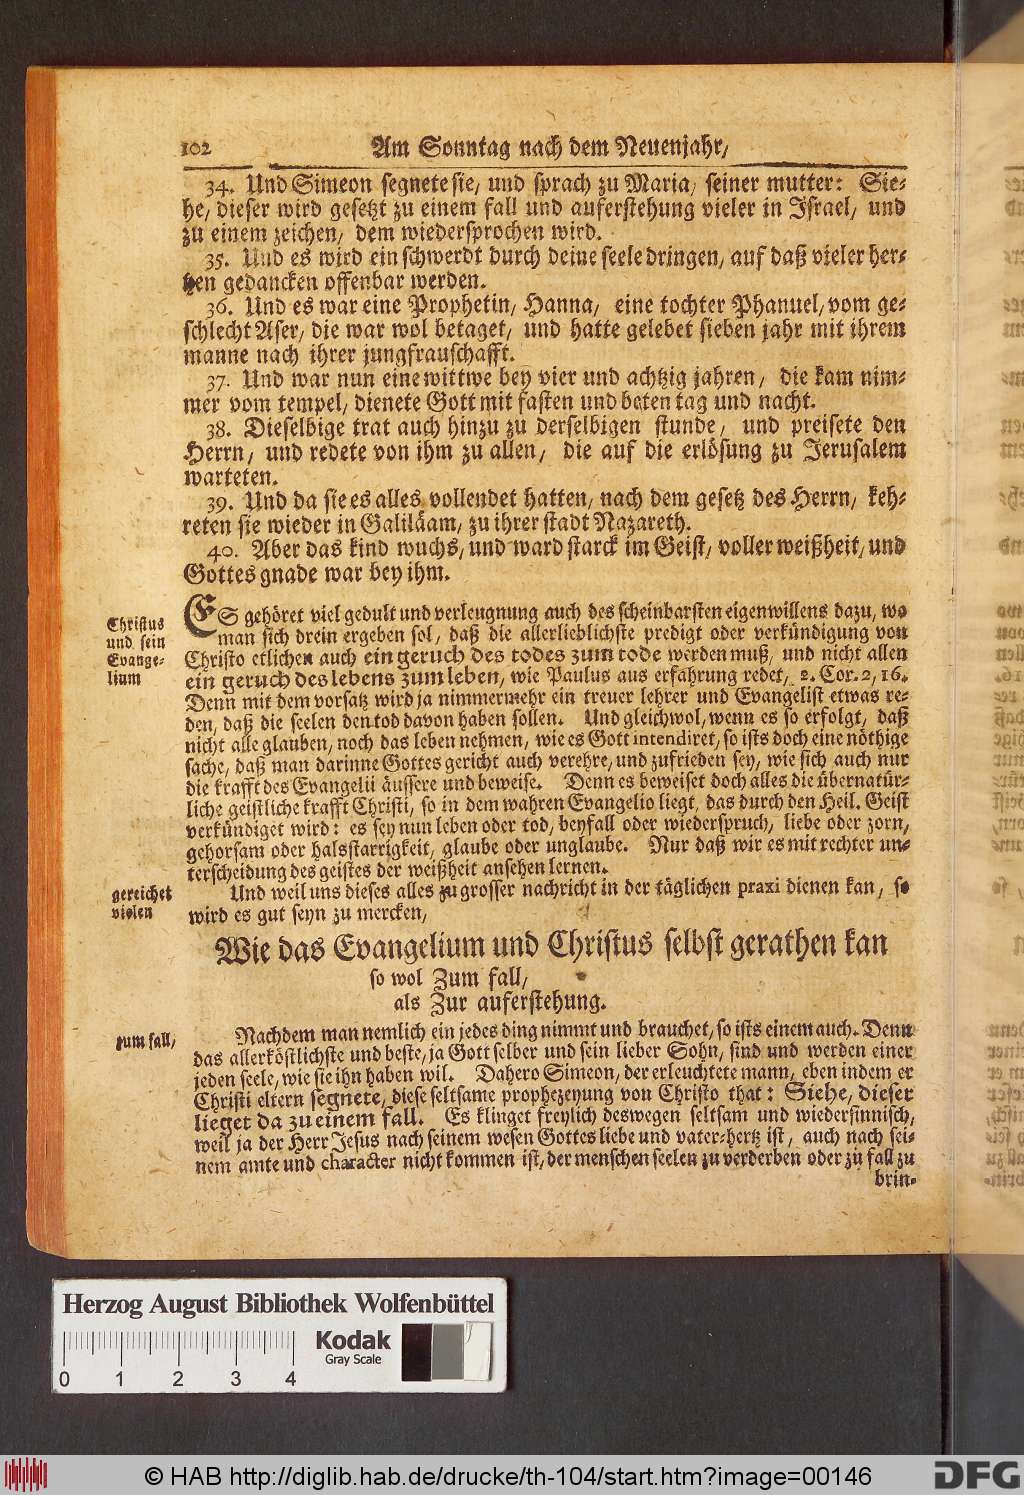 102 Am Sonntag nach dem Neuenjahr/
34. Und Simeon segnete sie/ und sprach zu Maria/ seiner mutter: Sie-
he/ dieser wird gesetzt zu einem fall und auferstehung vieler in Israel/ und
zu einem zeichen/ dem wiedersprochen wird.
35. Und es wird ein schwerdt durch deine seele dringen/ auf daß vieler her-
tzen gedancken offenbar werden.
36. Und es war eine Prophetin/ Hanna/ eine tochter Phanuel/ vom ge-
schlecht Aser/ die war wol betaget/ und hatte gelebet sieben jahr mit ihrem
manne nach ihrer jungfrauschafft.
37. Und war nun eine wittwe bey vier und achtzig jahren/ die kam nim-
mer vom tempel/ dienete Gott mit fasten und beten tag und nacht.
38. Dieselbige trat auch hinzu zu derselbigen stunde/ und preisete den
Herrn/ und redete von ihm zu allen/ die auf die erlösung zu Jerusalem
warteten.
39. Und da sie es alles vollendet hatten/ nach dem gesetz des Herrn/ keh-
reten sie wieder in Galiläam/ zu ihrer stadt Nazareth.
40. Aber das kind wuchs/ und ward starck im Geist/ voller weißheit/ und
Gottes gnade war bey ihm.
Christus
und sein
Evange-
lium
ES gehöret viel gedult und verleugnung auch des scheinbarsten eigenwillens dazu/ wo
man sich drein ergeben sol/ daß die allerlieblichste predigt oder verkündigung von
Christo etlichen auch ein geruch des todes zum tode werden muß/ und nicht allen
ein geruch des lebens zum leben/ wie Paulus aus erfahrung redet/ 2. Cor. 2, 16.
Denn mit dem vorsatz wird ja nimmermehr ein treuer lehrer und Evangelist etwas re-
den/ daß die seelen den tod davon haben sollen. Und gleichwol/ wenn es so erfolgt/ daß
nicht alle glauben/ noch das leben nehmen/ wie es Gott intendiret/ so ists doch eine nöthige
sache/ daß man darinne Gottes gericht auch verehre/ und zufrieden sey/ wie sich auch nur
die krafft des Evangelii äussere und beweise. Denn es beweiset doch alles die übernatür-
liche geistliche krafft Christi/ so in dem wahren Evangelio liegt/ das durch den Heil. Geist
verkündiget wird: es sey nun leben oder tod/ beyfall oder wiederspruch/ liebe oder zorn/
gehorsam oder halsstarrigkeit/ glaube oder unglaube. Nur daß wir es mit rechter un-
terscheidung des geistes der weißheit ansehen lernen.
gereichet
vielen
Und weil uns dieses alles zu grosser nachricht in der täglichen praxi dienen kan/ so
wird es gut seyn zu mercken/
Wie das Evangelium und Christus selbst gerathen kan
so wol Zum fall/
als Zur auferstehung.
zum fall/
Nachdem man nemlich ein jedes ding nimmt und brauchet/ so ists einem auch. Denn
das allerköstlichste und beste/ ja Gott selber und sein lieber Sohn/ sind und werden einer
jeden seele/ wie sie ihn haben wil. Dahero Simeon/ der erleuchtete mann/ eben indem er
Christi eltern segnete/ diese seltsame prophezeyung von Christo that: Siehe/ dieser
lieget da zu einem fall. Es klinget freylich deswegen seltsam und wiedersinnisch/
weil ja der Herr Jesus nach seinem wesen Gottes liebe und vater-hertz ist/ auch nach sei-
nem amte und character nicht kommen ist/ der menschen seelen zu verderben oder zu fall zu
brin-
Herzog August Bibliothek Wolfenbüttel
Kodak
Gray Scale
0 1 2 3 4
© HAB http://diglib.hab.de/drucke/th-104/start.htm?image=00146
DFG